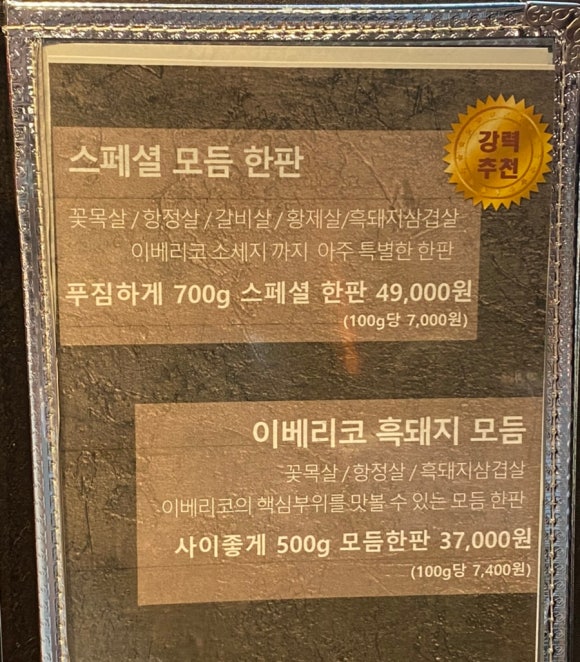 강력
추천
스페셜 모듬 한판
꽃목살/항정살/갈비살/황제살/흑돼지삼겹살
이베리코 소세지 까지 아주 특별한 한판
푸짐하게 700g 스페셜 한판 49,000원
(100g당 7,000원)
이베리코 흑돼지 모듬
꽃목살/항정살/흑돼지삼겹살
이베리코의 핵심부위를 맛볼 수 있는 모듬 한판
사이좋게 500g 모듬한판 37,000원
(100g당 7,400원)